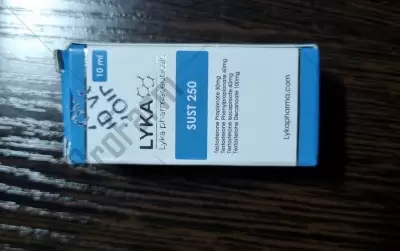 10 ml
LYKA
Lyka pharmaceuticals
SUST 250
Testosterone Propionate 30mg
Testosterone Phenylpropionate 60mg
Testosterone Isocaproate 60mg
Testosterone Decanoate 100mg
Lykapharma.com